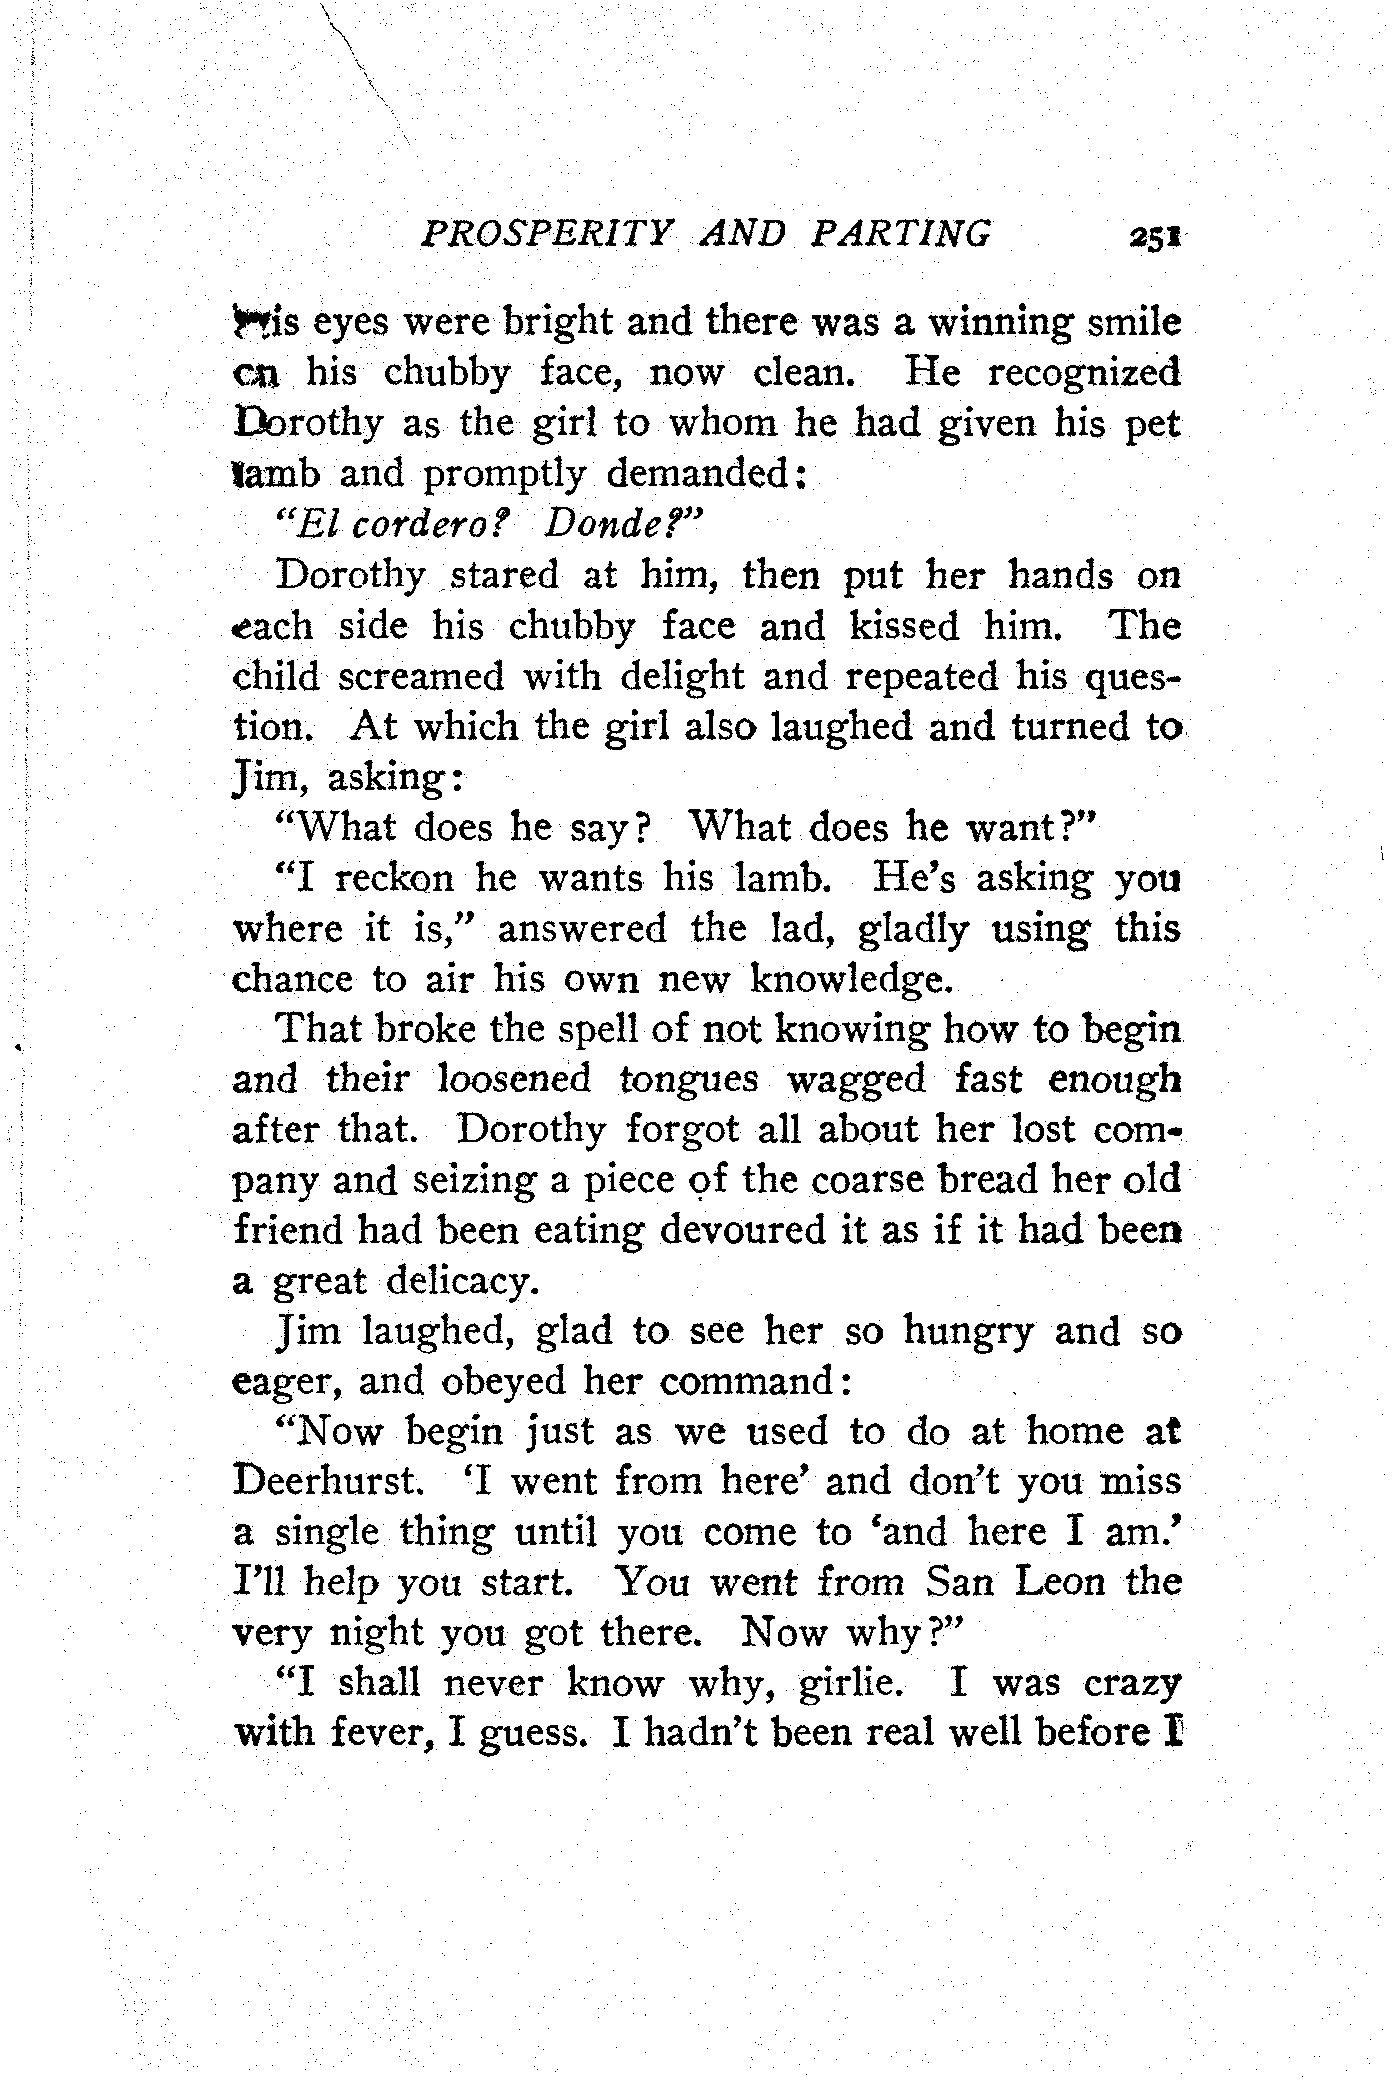 PROSPERITY AND PARTING 251
His eyes were bright and there was a winning smile
on his chubby face, now clean. He recognized
Dorothy as the girl to whom he had given his pet
lamb and promptly demanded:
"El cordero? Donde?"
Dorothy stared at him, then put her hands on
each side his chubby face and kissed him. The
child screamed with delight and repeated his ques-
tion. At which the girl also laughed and turned to
Jim, asking:
"What does he say? What does he want?"
"I reckon he wants his lamb. He's asking you
where it is," answered the lad, gladly using this
chance to air his own new knowledge.
That broke the spell of not knowing how to begin
and their loosened tongues wagged fast enough
after that. Dorothy forgot all about her lost com-
pany and seizing a piece of the coarse bread her old
friend had been eating devoured it as if it had been
a great delicacy.
Jim laughed, glad to see her so hungry and so
eager, and obeyed her command:
"Now begin just as we used to do at home at
Deerhurst. 'I went from here' and don't you miss
a single thing until you come to 'and here I am.'
I'll help you start. You went from San Leon the
very night you got there. Now why?"
"I shall never know why, girlie. I was crazy
with fever, I guess. I hadn't been real well before I